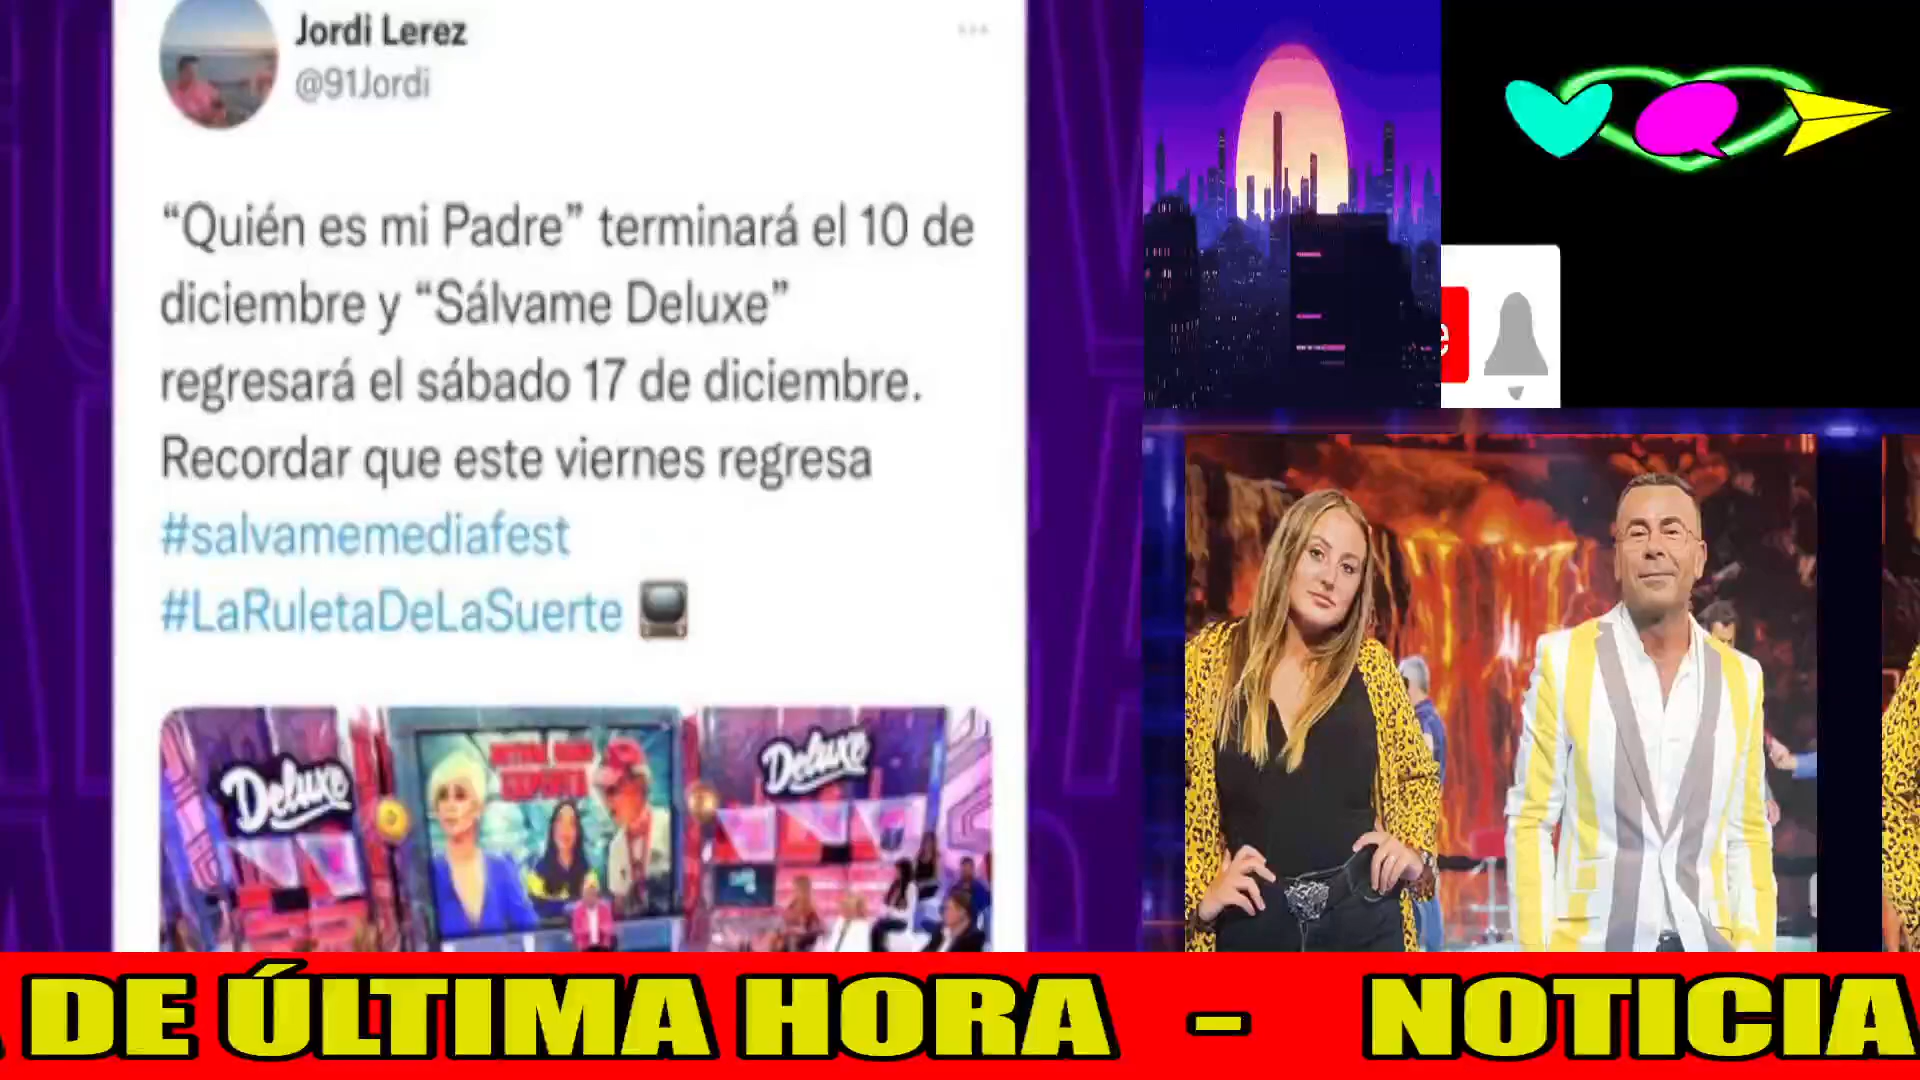 Jordi Lerez
@91Jordi
“Quién es mi Padre” terminará el 10 de
diciembre y “Sálvame Deluxe”
regresará el sábado 17 de diciembre.
Recordar que este viernes regresa
#salvamemediafest
#LaRuletaDeLaSuerte
Deluxe
Deluxe
e
DE ÚLTIMA HORA - NOTICIA